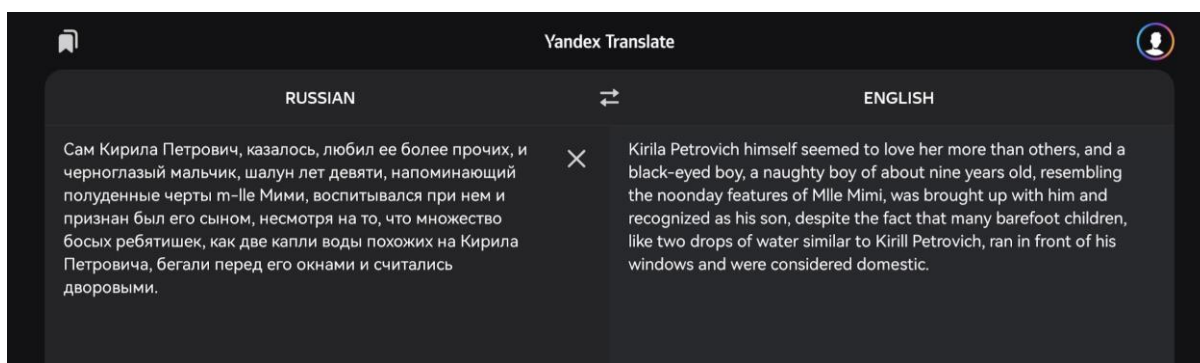 Yandex Translate
RUSSIAN
ENGLISH
Сам Кирила Петрович, казалось, любил ее более прочих, и
черноглазый мальчик, шалун лет девяти, напоминающий
полуденные черты m-lle Мими, воспитывался при нем и
признан был его сыном, несмотря на то, что множество
босых ребятишек, как две капли воды похожих на Кирила
Петровича, бегали перед его окнами и считались
дворовыми.
Kirila Petrovich himself seemed to love her more than others, and a
black-eyed boy, a naughty boy of about nine years old, resembling
the noonday features of Mlle Mimi, was brought up with him and
recognized as his son, despite the fact that many barefoot children,
like two drops of water similar to Kirill Petrovich, ran in front of his
windows and were considered domestic.